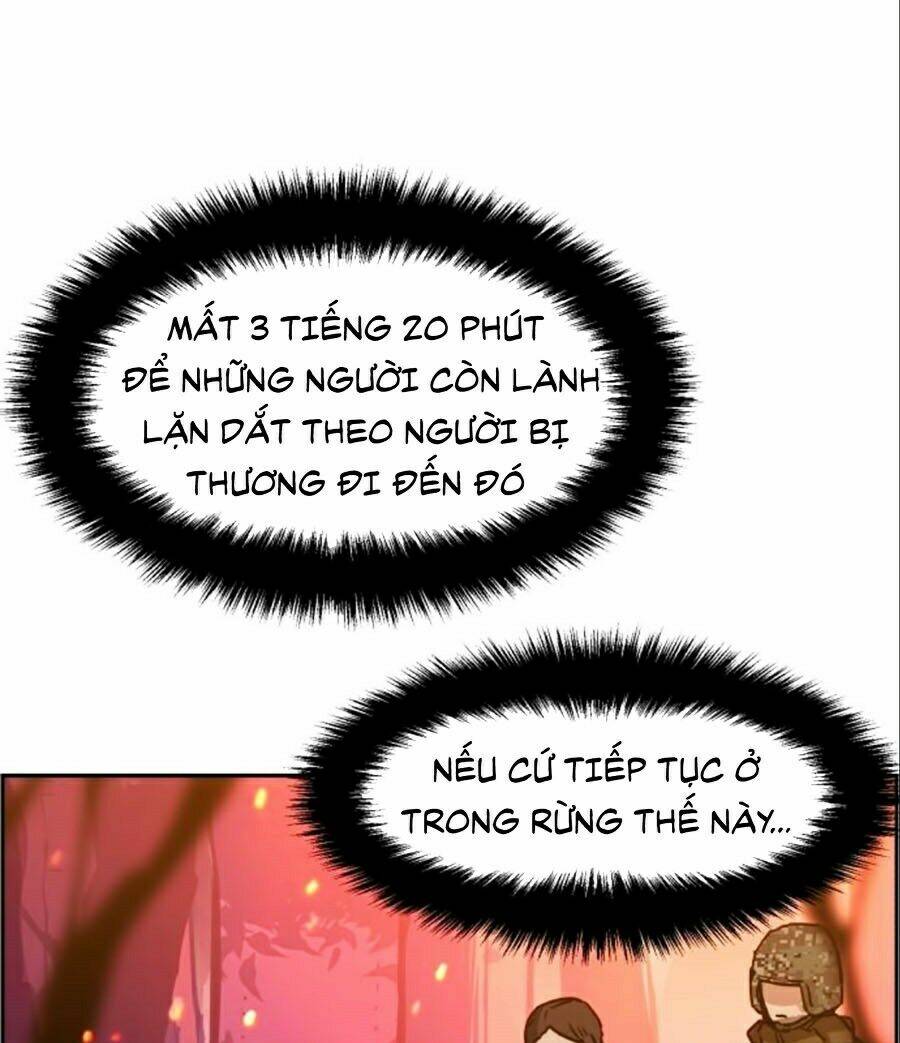 MẤT 3 TIẾNG 20 PHÚT
ĐỂ NHỮNG NGƯỜI CÒN LÀNH
LẶN DẮT THEO NGƯỜI BỊ
THƯƠNG ĐI ĐẾN ĐÓ
NẾU CỨ TIẾP TỤC Ở
TRONG RỪNG THẾ NÀY...